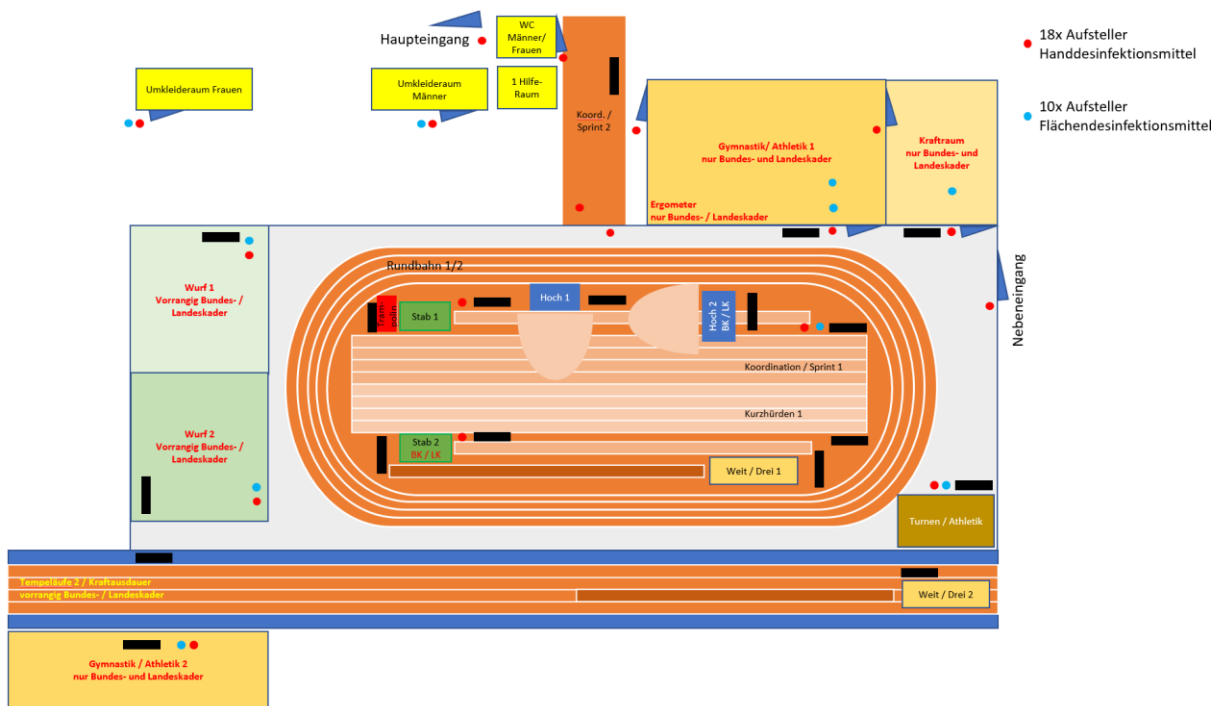 Haupteingang
WC
Männer/
Frauen
18x Aufsteller
Handdesinfektionsmittel
Umkleideraum Frauen
Umkleideraum
Männer
1 Hilfe-
Raum
Koord. /
Sprint 2
10x Aufsteller
Flächendesinfektionsmittel
Gymnastik/ Athletik 1
nur Bundes- und Landeskader
Kraftraum
nur Bundes- und
Landeskader
Ergometer
nur Bundes- / Landeskader
Rundbahn 1/2
Nebeneingang
Wurf 1
Vorrangig Bundes- /
Landeskader
Tram-
polin
Stab 1
Hoch 1
Hoch 2
BK / LK
Koordination / Sprint 1
Kurzhürden 1
Wurf 2
Vorrangig Bundes- /
Landeskader
Stab 2
BK / LK
Weit / Drei 1
Turnen / Athletik
Tempeläufe 2 / Kraftausdauer
vorrangig Bundes- / Landeskader
Weit / Drei 2
Gymnastik / Athletik 2
nur Bundes- und Landeskader